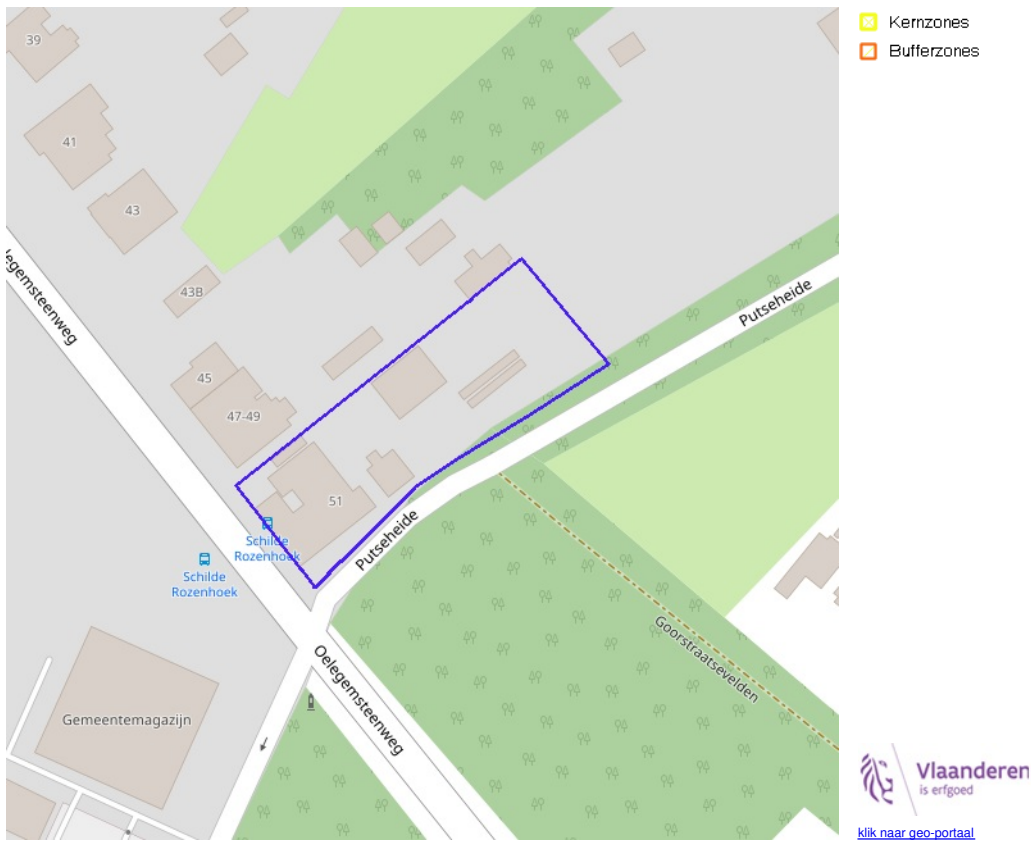 Kernzones
Bufferzones
39
41
43
43B
45
47-49
51
legemsteenweg
Putseheide
Schilde
Rozenhoek
Schilde
Rozenhoek
Putseheide
Goorstraatsevelden
Oelegemsteenweg
Gemeentemagazijn
Vlaanderen
is erfgoed
klik naar geo-portaal